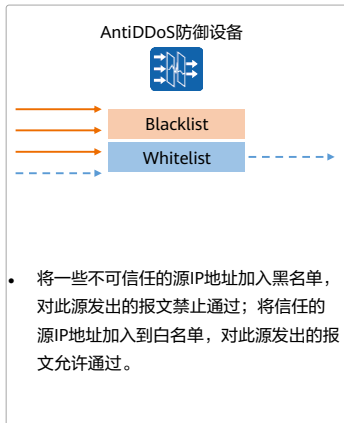 AntiDDoS防御设备
Blacklist
Whitelist
• 将一些不可信任的源IP地址加入黑名单，
对此源发出的报文禁止通过；将信任的
源IP地址加入到白名单，对此源发出的报
文允许通过。